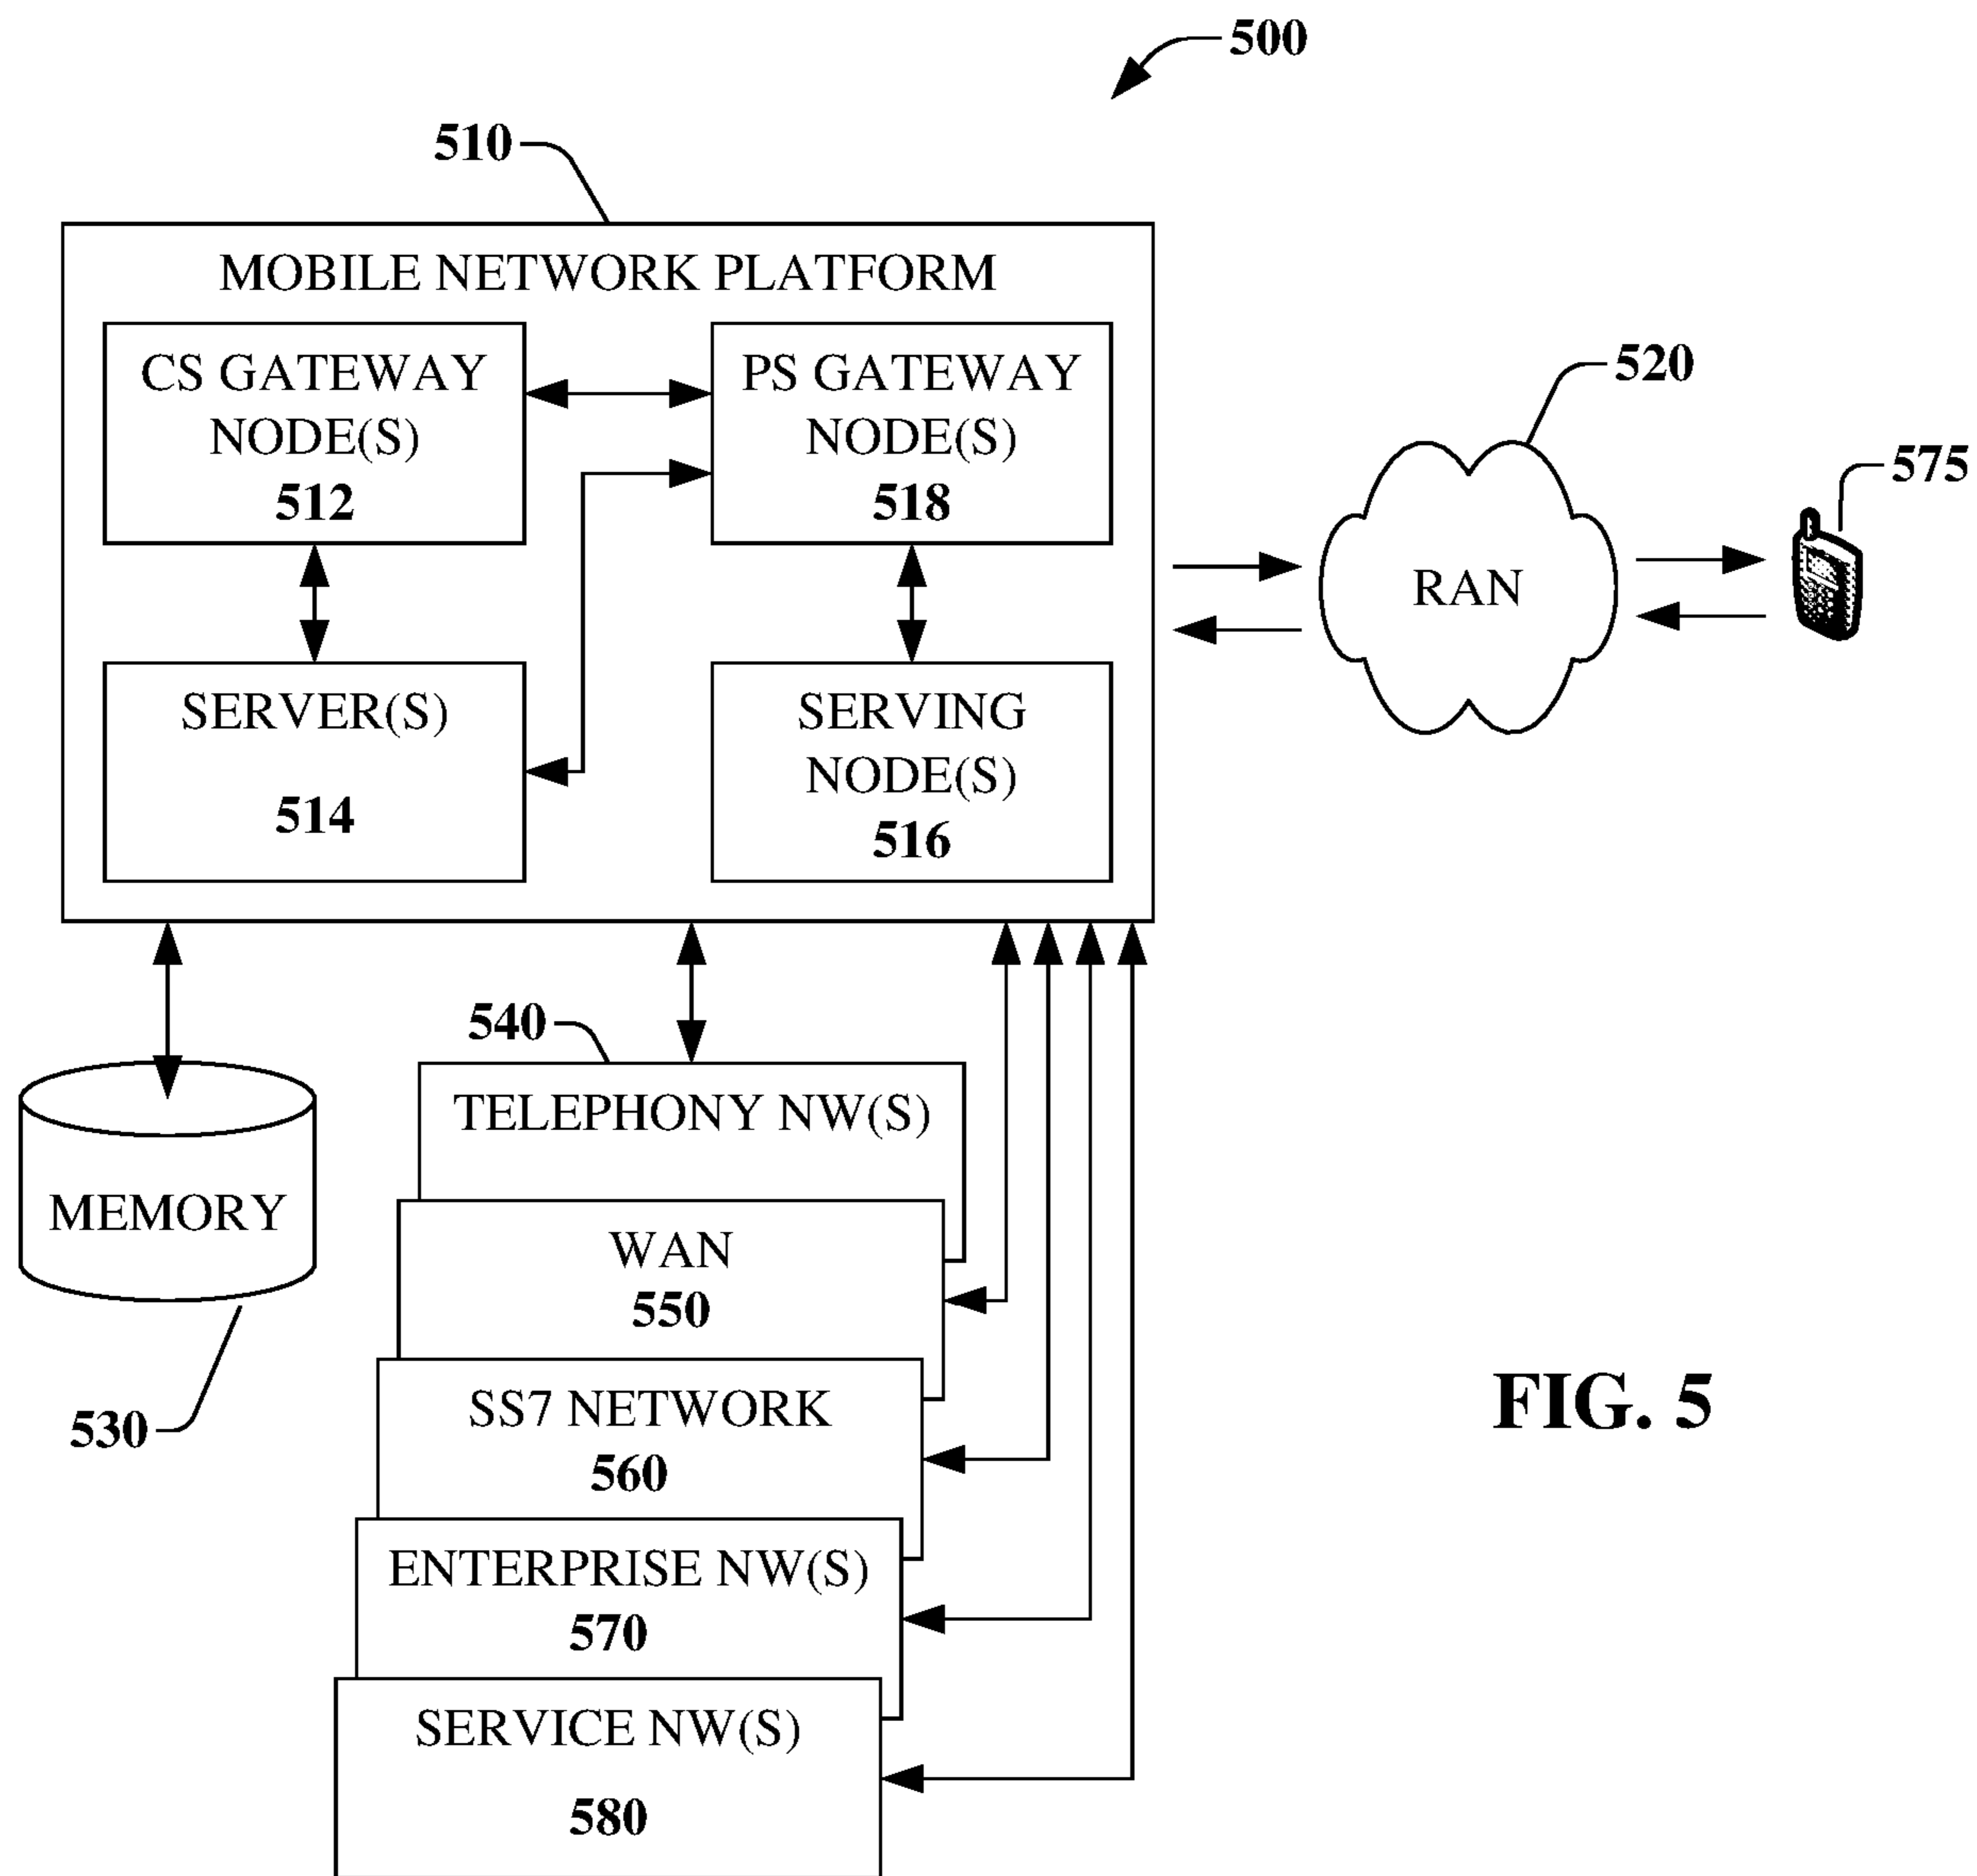 500
510
MOBILE NETWORK PLATFORM
CS GATEWAY
NODE(S)
512
PS GATEWAY
NODE(S)
518
SERVER(S)
514
SERVING
NODE(S)
516
520
RAN
575
540
TELEPHONY NW(S)
MEMORY
530
WAN
550
SS7 NETWORK
560
ENTERPRISE NW(S)
570
SERVICE NW(S)
580
FIG. 5